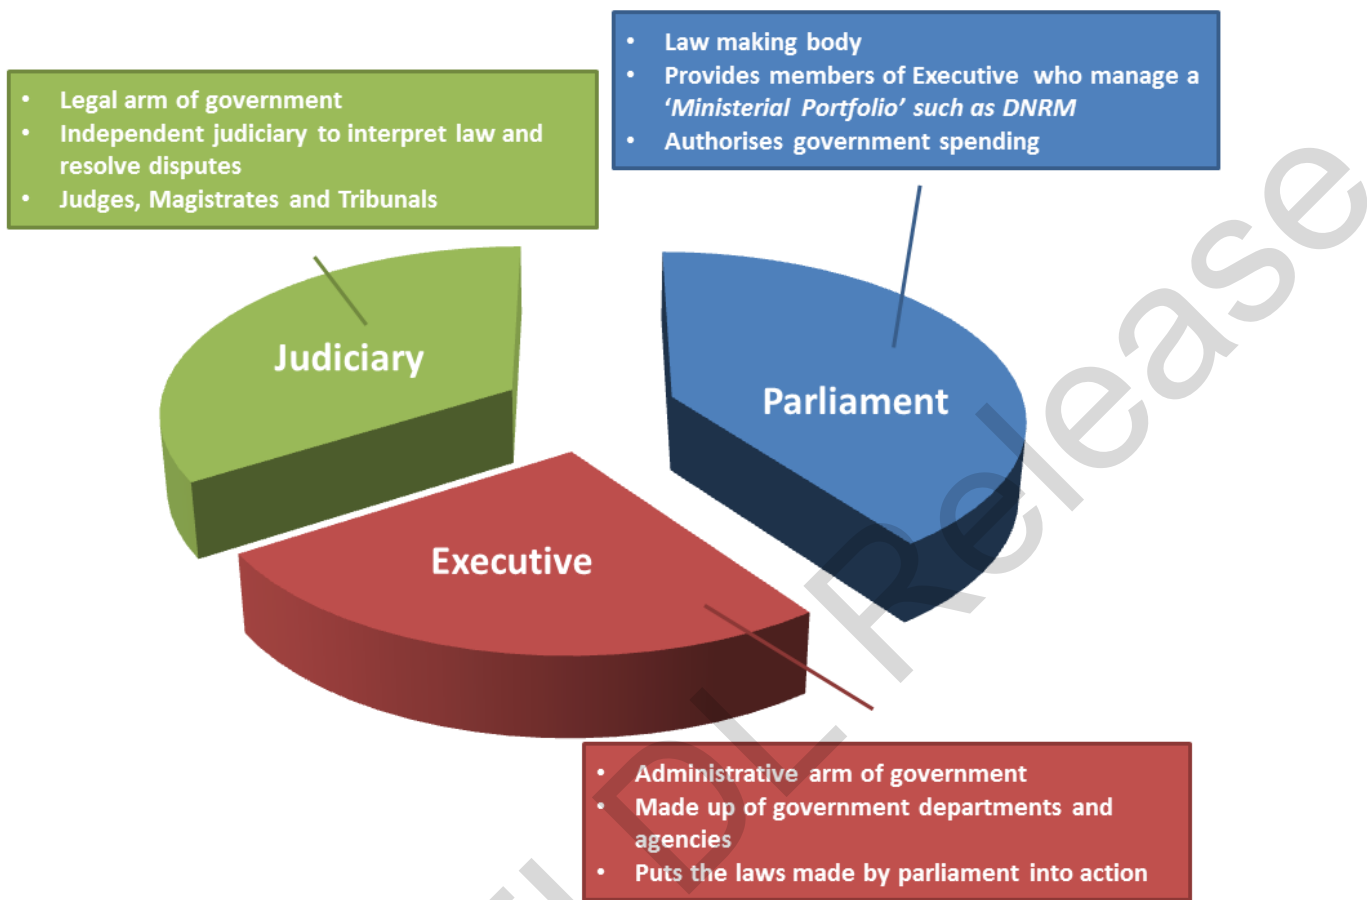 • Law making body
• Provides members of Executive who manage a
‘Ministerial Portfolio’ such as DNRM
• Authorises government spending
• Legal arm of government
• Independent judiciary to interpret law and
resolve disputes
• Judges, Magistrates and Tribunals
Judiciary
Parliament
Executive
• Administrative arm of government
• Made up of government departments and
agencies
• Puts the laws made by parliament into action
DL Release